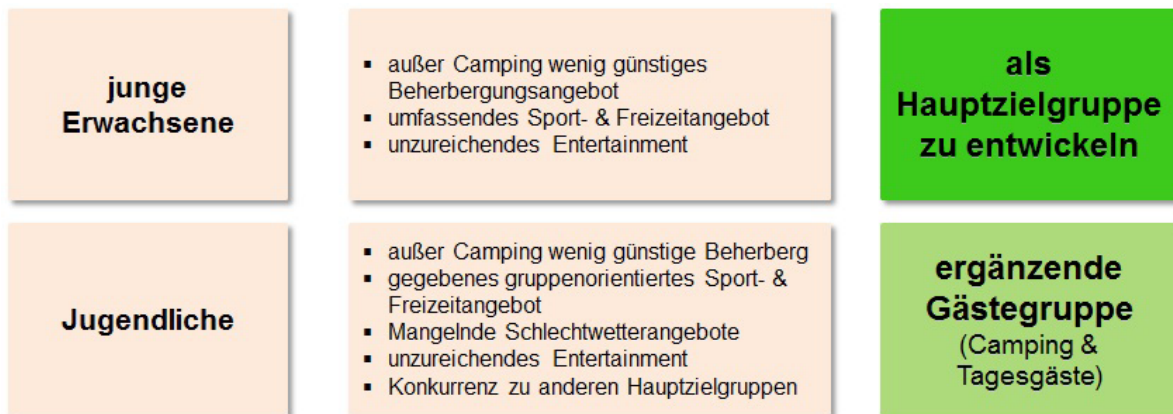 junge
Erwachsene
▪ außer Camping wenig günstiges
Beherbergungsangebot
▪ umfassendes Sport- & Freizeitangebot
▪ unzureichendes Entertainment
als
Hauptzielgruppe
zu entwickeln
Jugendliche
▪ außer Camping wenig günstige Beherberg
▪ gegebenes gruppenorientiertes Sport- &
Freizeitangebot
▪ Mangelnde Schlechtwetterangebote
▪ unzureichendes Entertainment
▪ Konkurrenz zu anderen Hauptzielgruppen
ergänzende
Gästegruppe
(Camping &
Tagesgäste)